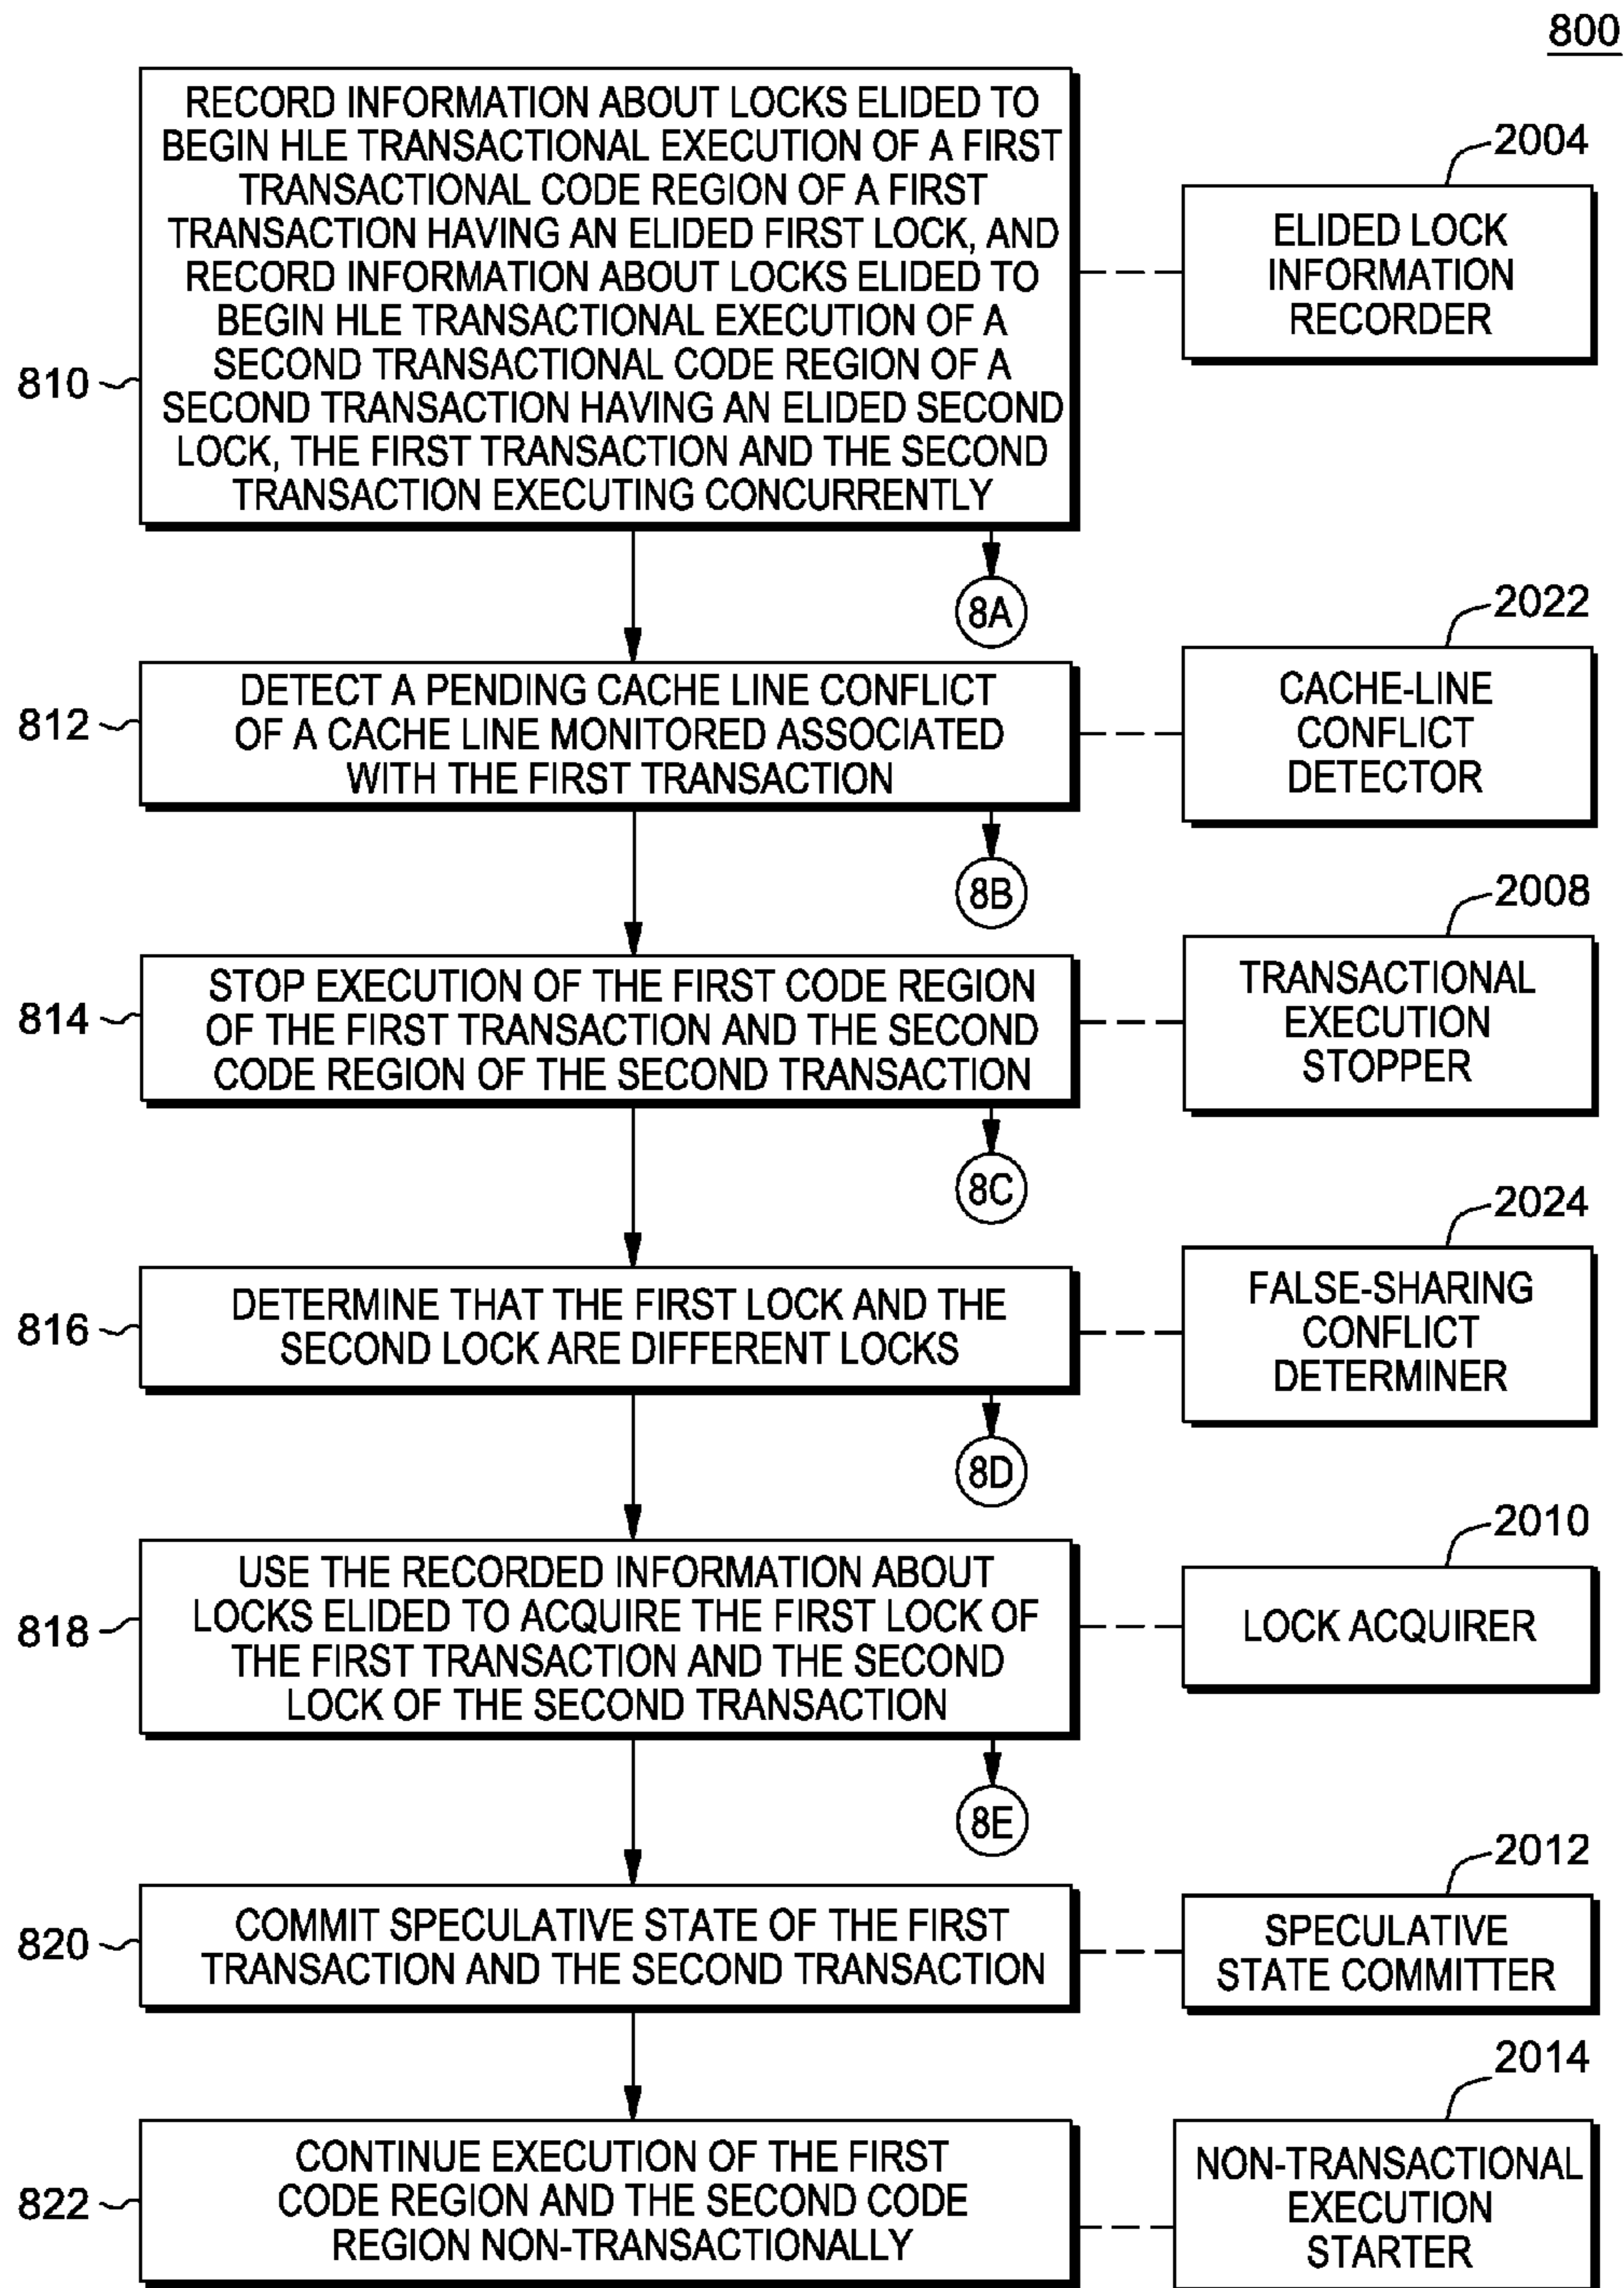 800
RECORD INFORMATION ABOUT LOCKS ELIDED TO
BEGIN HLE TRANSACTIONAL EXECUTION OF A FIRST
TRANSACTIONAL CODE REGION OF A FIRST
TRANSACTION HAVING AN ELIDED FIRST LOCK, AND
RECORD INFORMATION ABOUT LOCKS ELIDED TO
BEGIN HLE TRANSACTIONAL EXECUTION OF A
SECOND TRANSACTIONAL CODE REGION OF A
SECOND TRANSACTION HAVING AN ELIDED SECOND
LOCK, THE FIRST TRANSACTION AND THE SECOND
TRANSACTION EXECUTING CONCURRENTLY
810
2004
ELIDED LOCK
INFORMATION
RECORDER
8A
812
DETECT A PENDING CACHE LINE CONFLICT
OF A CACHE LINE MONITORED ASSOCIATED
WITH THE FIRST TRANSACTION
2022
CACHE-LINE
CONFLICT
DETECTOR
8B
814
STOP EXECUTION OF THE FIRST CODE REGION
OF THE FIRST TRANSACTION AND THE SECOND
CODE REGION OF THE SECOND TRANSACTION
2008
TRANSACTIONAL
EXECUTION
STOPPER
8C
816
DETERMINE THAT THE FIRST LOCK AND THE
SECOND LOCK ARE DIFFERENT LOCKS
2024
FALSE-SHARING
CONFLICT
DETERMINER
8D
818
USE THE RECORDED INFORMATION ABOUT
LOCKS ELIDED TO ACQUIRE THE FIRST LOCK OF
THE FIRST TRANSACTION AND THE SECOND
LOCK OF THE SECOND TRANSACTION
2010
LOCK ACQUIRER
8E
820
COMMIT SPECULATIVE STATE OF THE FIRST
TRANSACTION AND THE SECOND TRANSACTION
2012
SPECULATIVE
STATE COMMITTER
822
CONTINUE EXECUTION OF THE FIRST
CODE REGION AND THE SECOND CODE
REGION NON-TRANSACTIONALLY
2014
NON-TRANSACTIONAL
EXECUTION
STARTER